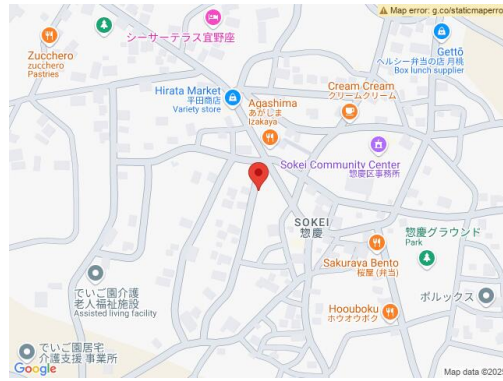 Map error: g.co/staticmaperro
シーサーテラス宜野座
Zucchero
zucchero
Pastries
Gettō
ヘルシー弁当の店 月桃
Box lunch supplier
Hirata Market
平田商店
Variety store
Cream Cream
クリームクリーム
Agashima
あがしま
Izakaya
Sokei Community Center
惣慶区事務所
SOKEI
惣慶
惣慶グラウンド
Park
Sakuraya Bento
桜屋 (弁当)
でいご園介護
老人福祉施設
Assisted living facility
ボルックス
Hoouboku
ホウオウボク
でいご園居宅
介護支援 事業所
Google
Map data ©202